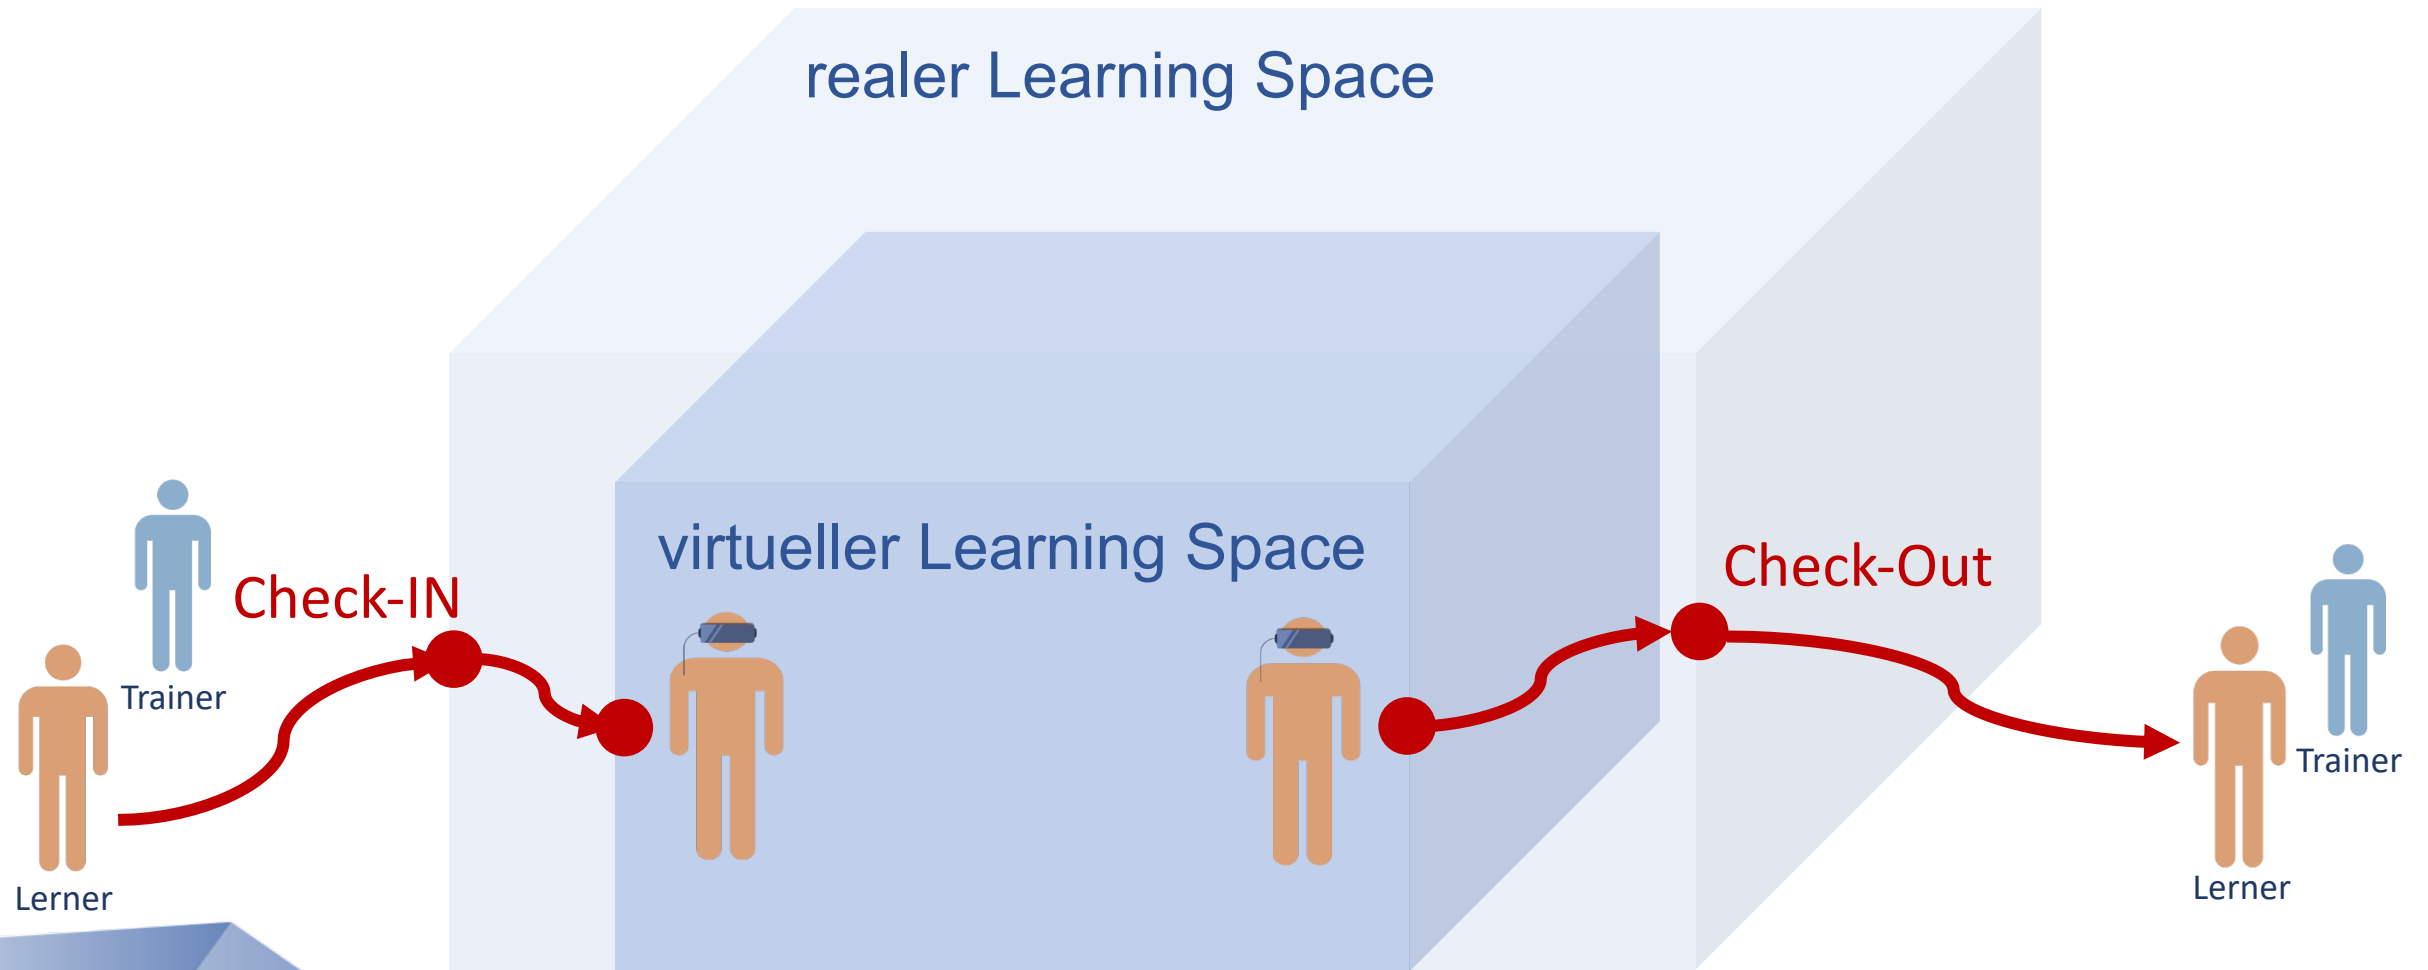 realer Learning Space
virtueller Learning Space
Check-IN
Check-Out
Trainer
Lerner
Trainer
Lerner